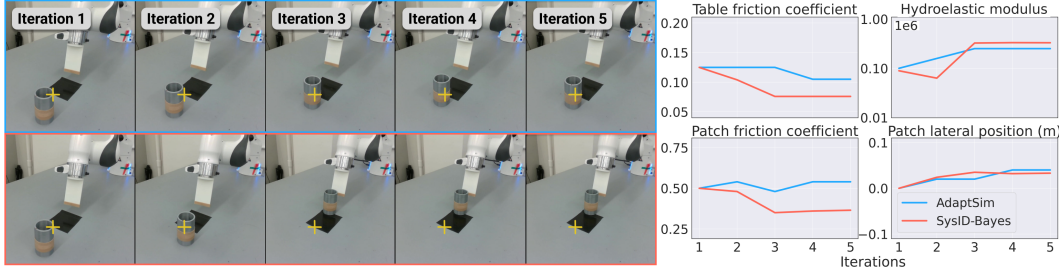 Iteration 1
Iteration 2
Iteration 3
Iteration 4
Iteration 5
Table friction coefficient
0.20
0.15
0.10
0.05
Hydroelastic modulus
1.00
1e6
0.10
0.01
Patch friction coefficient
0.75
0.50
0.25
1 2 3 4 5
Patch lateral position (m)
0.1
0.0
−0.1
AdaptSim
SysID-Bayes
1 2 3 4 5
Iterations